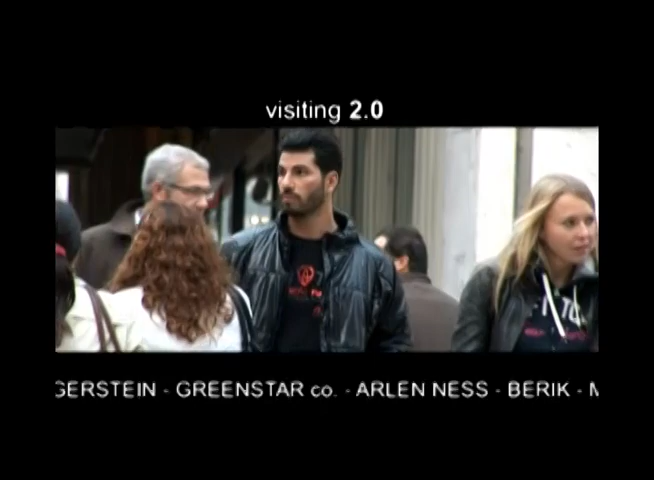 visiting 2.0
GERSTEIN - GREENSTAR co. - ARLEN NESS - BERIK - M